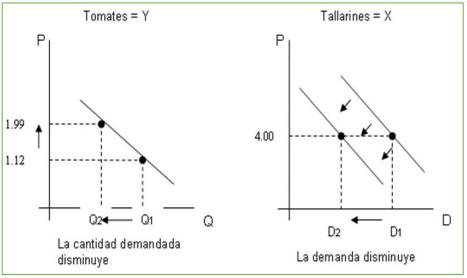 Tomates = Y
Tallarines = X
P
P
1.99
1.12
4.00
Q2
Q1
Q
D2
D1
D
La cantidad demandada
disminuye
La demanda disminuye